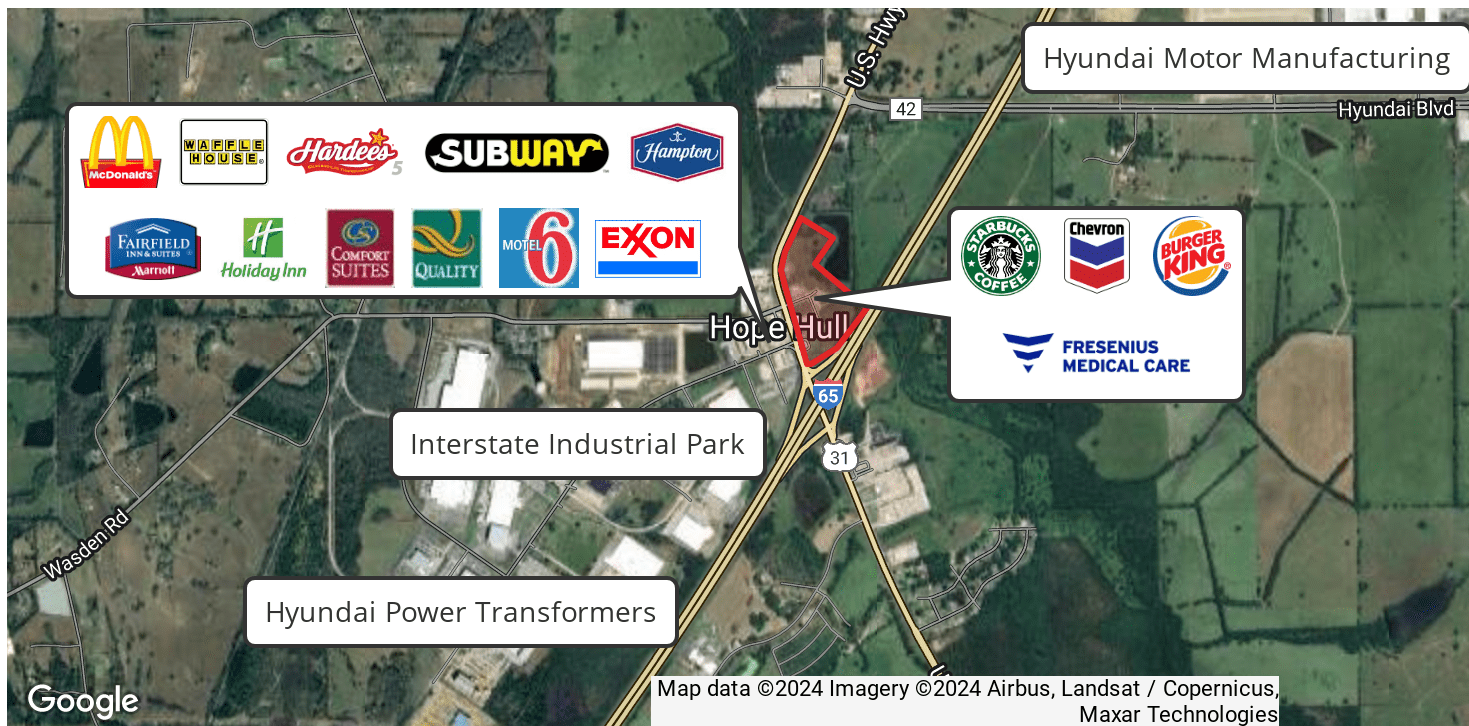 U.S. Hwy
Hyundai Motor Manufacturing
42
Hyundai Blvd
McDonald's
WAFFLE
HOUSE
Hardee's
5
SUBWAY
Hampton
FAIRFIELD
INN & SUITES
Marriott
Holiday Inn
COMFORT
SUITES
QUALITY
MOTEL 6
EXXON
STARBUCKS
COFFEE
Chevron
BURGER
KING
FRESENIUS
MEDICAL CARE
Hope Hull
65
Interstate Industrial Park
31
Wasden Rd
Hyundai Power Transformers
Google
Map data ©2024 Imagery ©2024 Airbus, Landsat / Copernicus,
Maxar Technologies